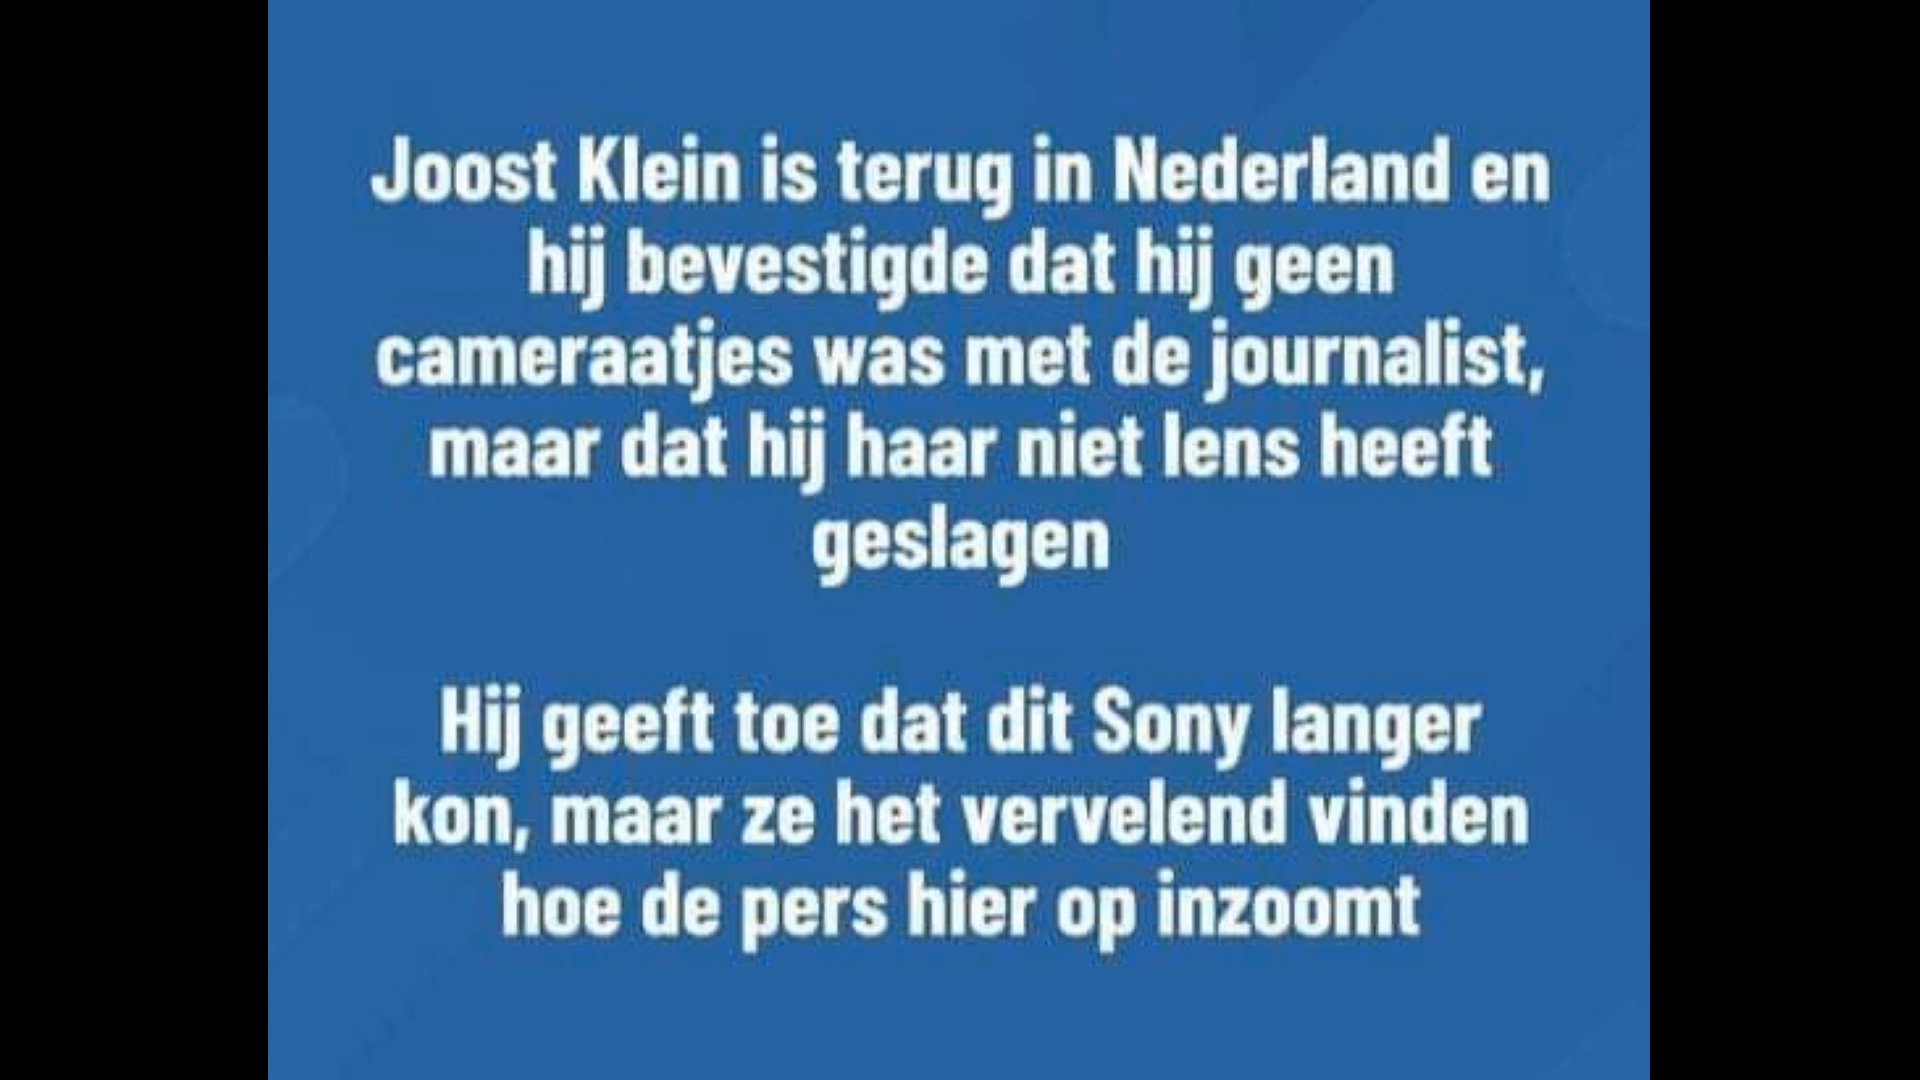 Joost Klein is terug in Nederland en
hij bevestigde dat hij geen
cameraatjes was met de journalist,
maar dat hij haar niet lens heeft
geslagen
Hij geeft toe dat dit Sony langer
kon, maar ze het vervelend vinden
hoe de pers hier op inzoomt